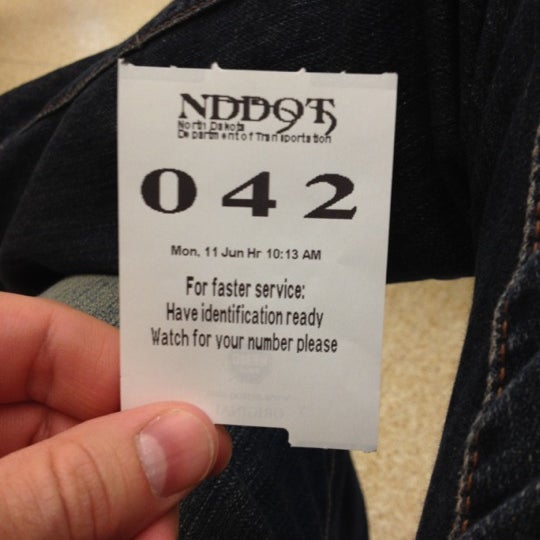 NDDOT
North Dakota
Department of Transportation
042
Mon, 11 Jun Hr 10:13 AM
For faster service:
Have identification ready
Watch for your number please